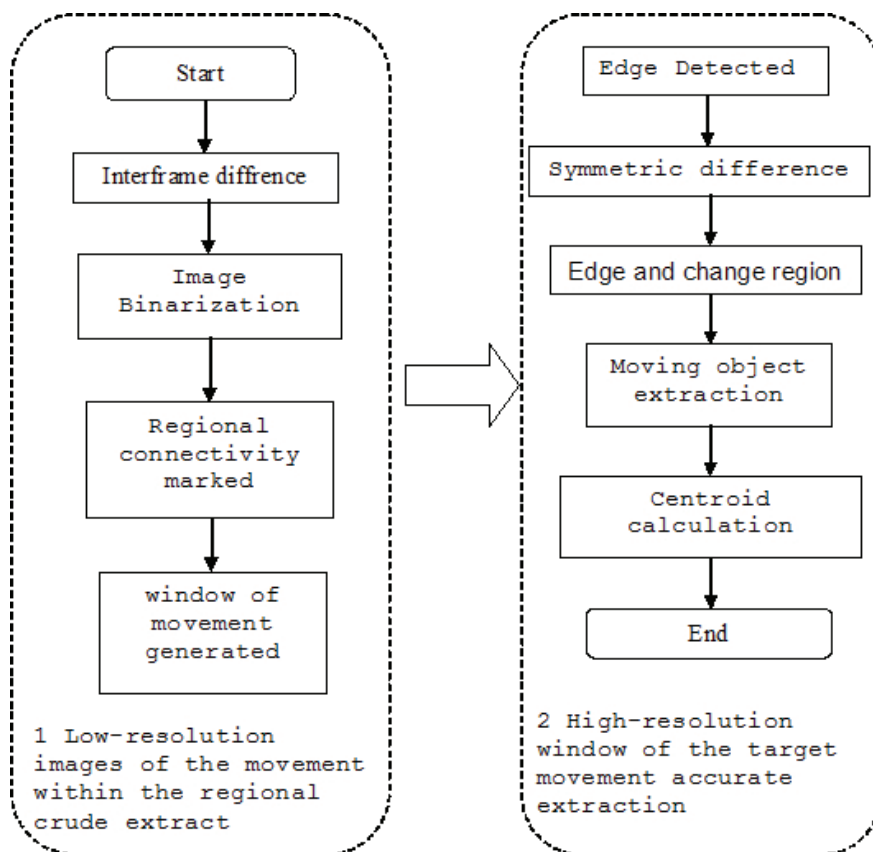 Start
Interframe diffrence
Image
Binarization
Regional
connectivity
marked
window of
movement
generated
1 Low-resolution
images of the movement
within the regional
crude extract
Edge Detected
Symmetric difference
Edge and change region
Moving object
extraction
Centroid
calculation
End
2 High-resolution
window of the target
movement accurate
extraction